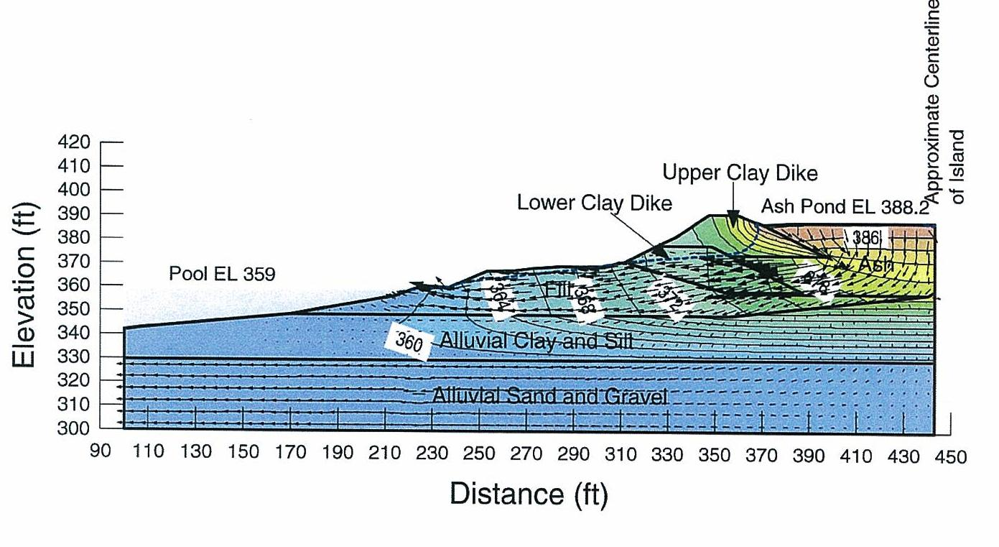 Approximate Centerline
of Island
420
410
400
390
380
370
360
350
340
330
320
310
300
Elevation (ft)
Upper Clay Dike
Lower Clay Dike
Ash Pond EL 388.2
386
Pool EL 359
Ash
Fill
364
368
372
360
Alluvial Clay and Silt
Alluvial Sand and Gravel
90 110 130 150 170 190 210 230 250 270 290 310 330 350 370 390 410 430 450
Distance (ft)